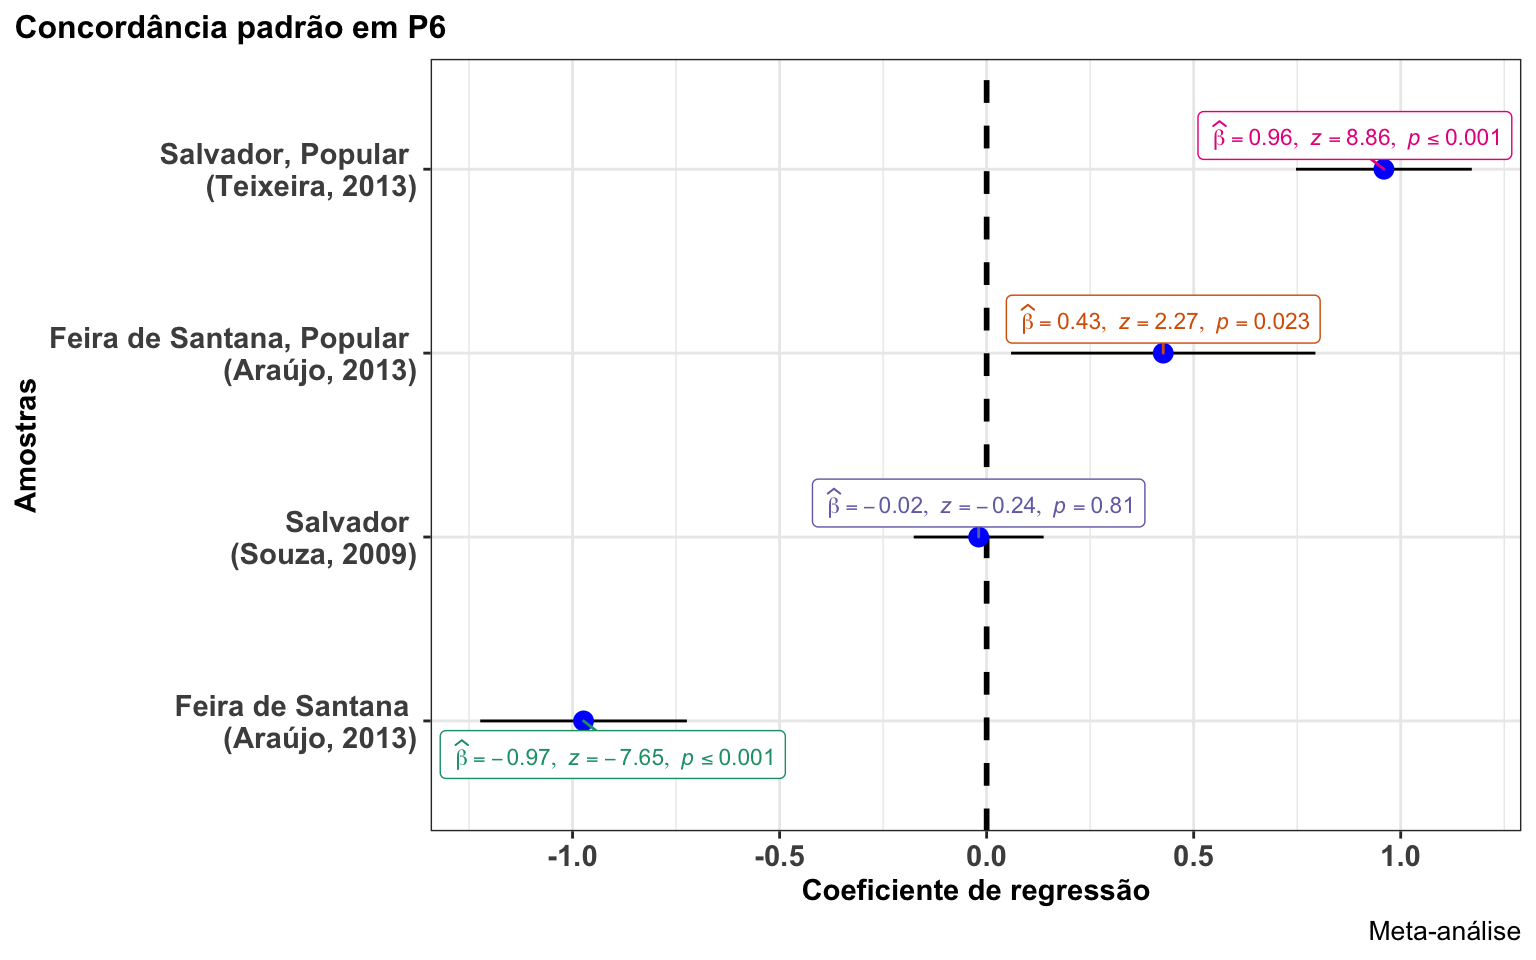 Concordância padrão em P6
Amostras
Salvador, Popular
(Teixeira, 2013)
β̂ = 0.96, z = 8.86, p ≤ 0.001
Feira de Santana, Popular
(Araújo, 2013)
β̂ = 0.43, z = 2.27, p = 0.023
Salvador
(Souza, 2009)
β̂ = −0.02, z = −0.24, p = 0.81
Feira de Santana
(Araújo, 2013)
β̂ = −0.97, z = −7.65, p ≤ 0.001
-1.0 -0.5 0.0 0.5 1.0
Coeficiente de regressão
Meta-análise